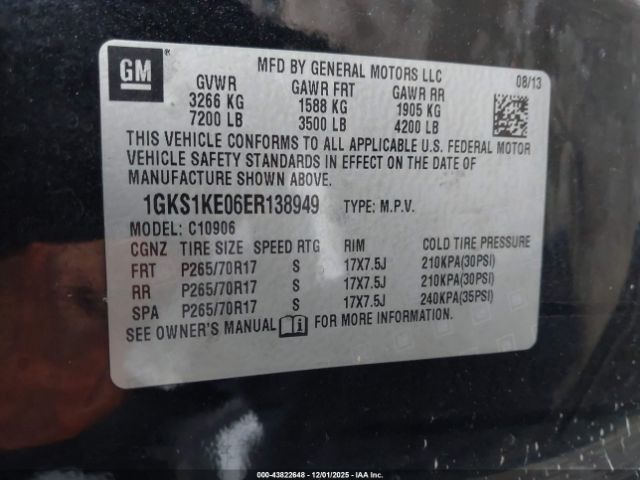 GM ® MFD BY GENERAL MOTORS LLC 08/13
GVWR GAWR FRT GAWR RR
3266 KG 1588 KG 1905 KG
7200 LB 3500 LB 4200 LB
THIS VEHICLE CONFORMS TO ALL APPLICABLE U.S. FEDERAL MOTOR
VEHICLE SAFETY STANDARDS IN EFFECT ON THE DATE OF
MANUFACTURE SHOWN ABOVE.
1GKS1KE06ER138949 TYPE: M.P.V.
MODEL: C10906
CGNZ TIRE SIZE SPEED RTG RIM COLD TIRE PRESSURE
FRT P265/70R17 S 17X7.5J 210KPA(30PSI)
RR P265/70R17 S 17X7.5J 210KPA(30PSI)
SPA P265/70R17 S 17X7.5J 240KPA(35PSI)
SEE OWNER'S MANUAL i FOR MORE INFORMATION.
000-43822648 - 12/01/2025 - IAA Inc.